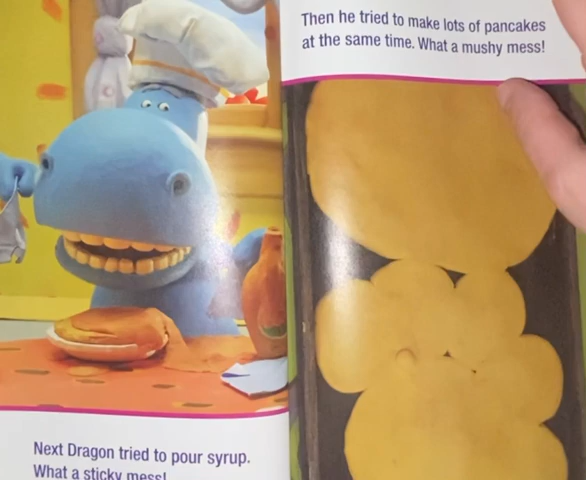 Next Dragon tried to pour syrup.
What a sticky mess!
Then he tried to make lots of pancakes
at the same time. What a mushy mess!